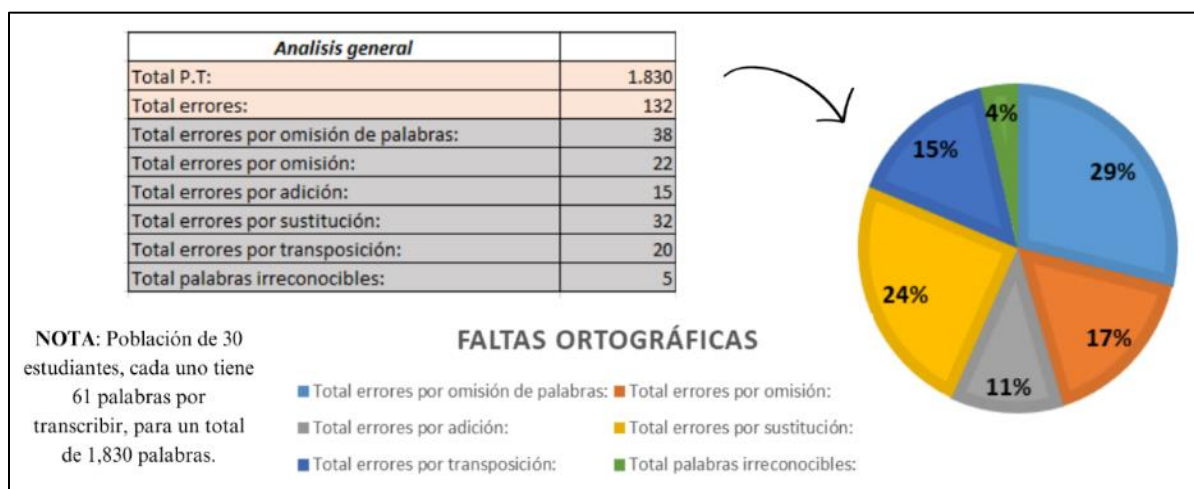 Analisis general
Total P.T: 1.830
Total errores: 132
Total errores por omisión de palabras: 38
Total errores por omisión: 22
Total errores por adición: 15
Total errores por sustitución: 32
Total errores por transposición: 20
Total palabras irreconocibles: 5
4%
15%
29%
24%
17%
11%
NOTA: Población de 30
estudiantes, cada uno tiene
61 palabras por
transcribir, para un total
de 1,830 palabras.
FALTAS ORTOGRÁFICAS
Total errores por omisión de palabras: Total errores por omisión:
Total errores por adición: Total errores por sustitución:
Total errores por transposición: Total palabras irreconocibles: